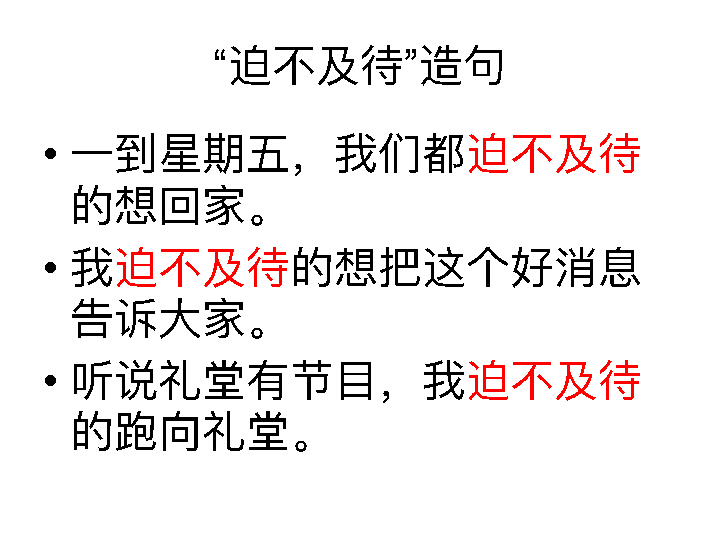 “迫不及待”造句
• 一到星期五，我们都迫不及待
的想回家。
• 我迫不及待的想把这个好消息
告诉大家。
• 听说礼堂有节目，我迫不及待
的跑向礼堂。